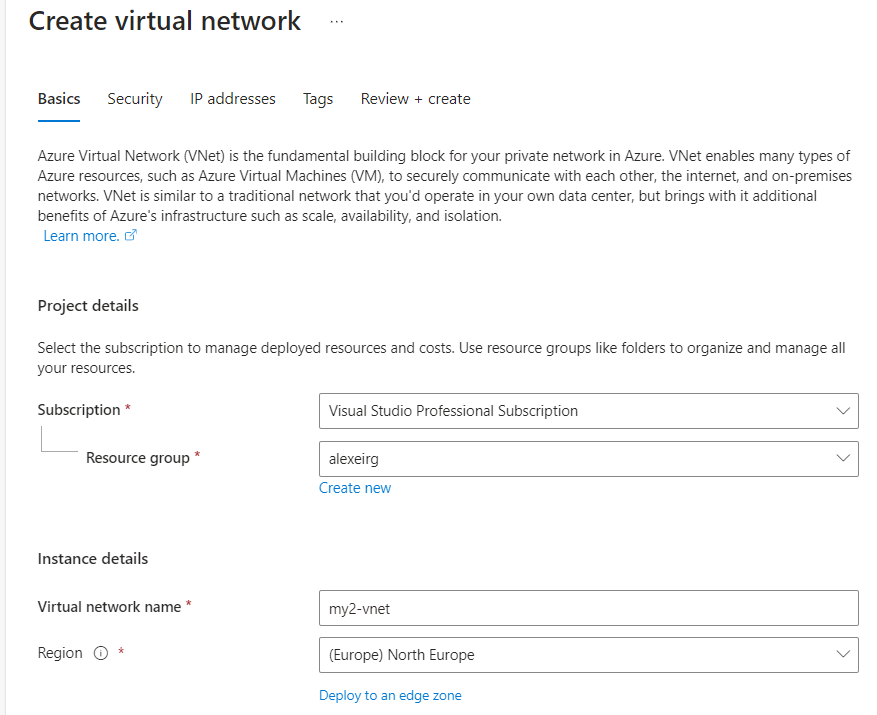 Create virtual network ...
Basics Security IP addresses Tags Review + create
Azure Virtual Network (VNet) is the fundamental building block for your private network in Azure. VNet enables many types of
Azure resources, such as Azure Virtual Machines (VM), to securely communicate with each other, the internet, and on-premises
networks. VNet is similar to a traditional network that you'd operate in your own data center, but brings with it additional
benefits of Azure's infrastructure such as scale, availability, and isolation.
Learn more.
Project details
Select the subscription to manage deployed resources and costs. Use resource groups like folders to organize and manage all
your resources.
Subscription * Visual Studio Professional Subscription
Resource group * alexeirg
Create new
Instance details
Virtual network name * my2-vnet
Region * (Europe) North Europe
Deploy to an edge zone